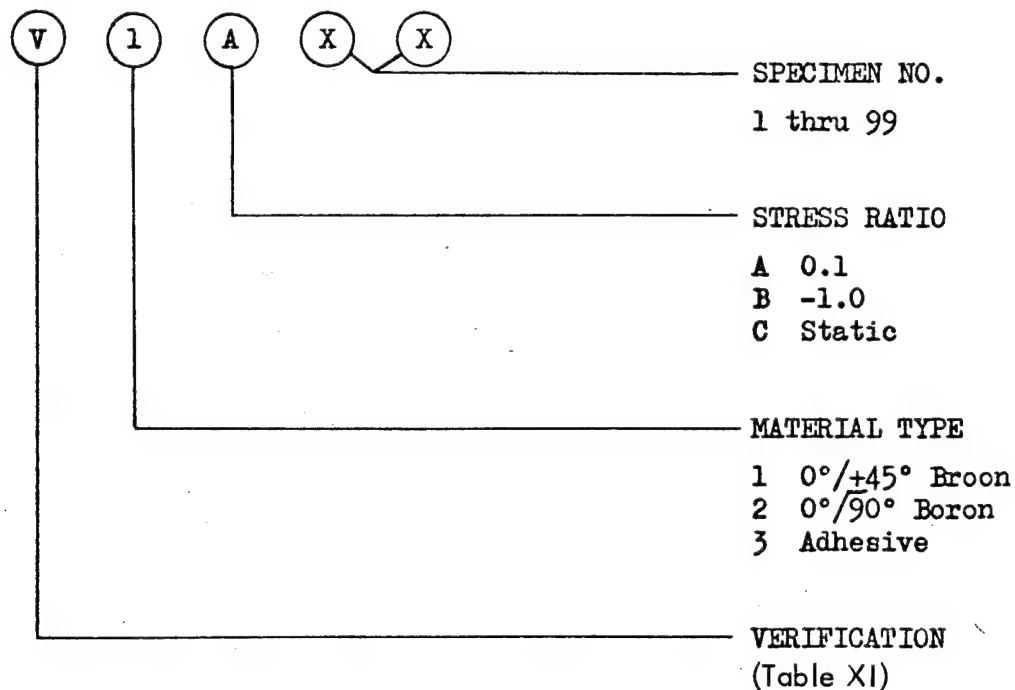 V 1 A X X
SPECIMEN NO.
1 thru 99
STRESS RATIO
A 0.1
B -1.0
C Static
MATERIAL TYPE
1 0°/±45° Broon
2 0°/90° Boron
3 Adhesive
VERIFICATION
(Table XI)